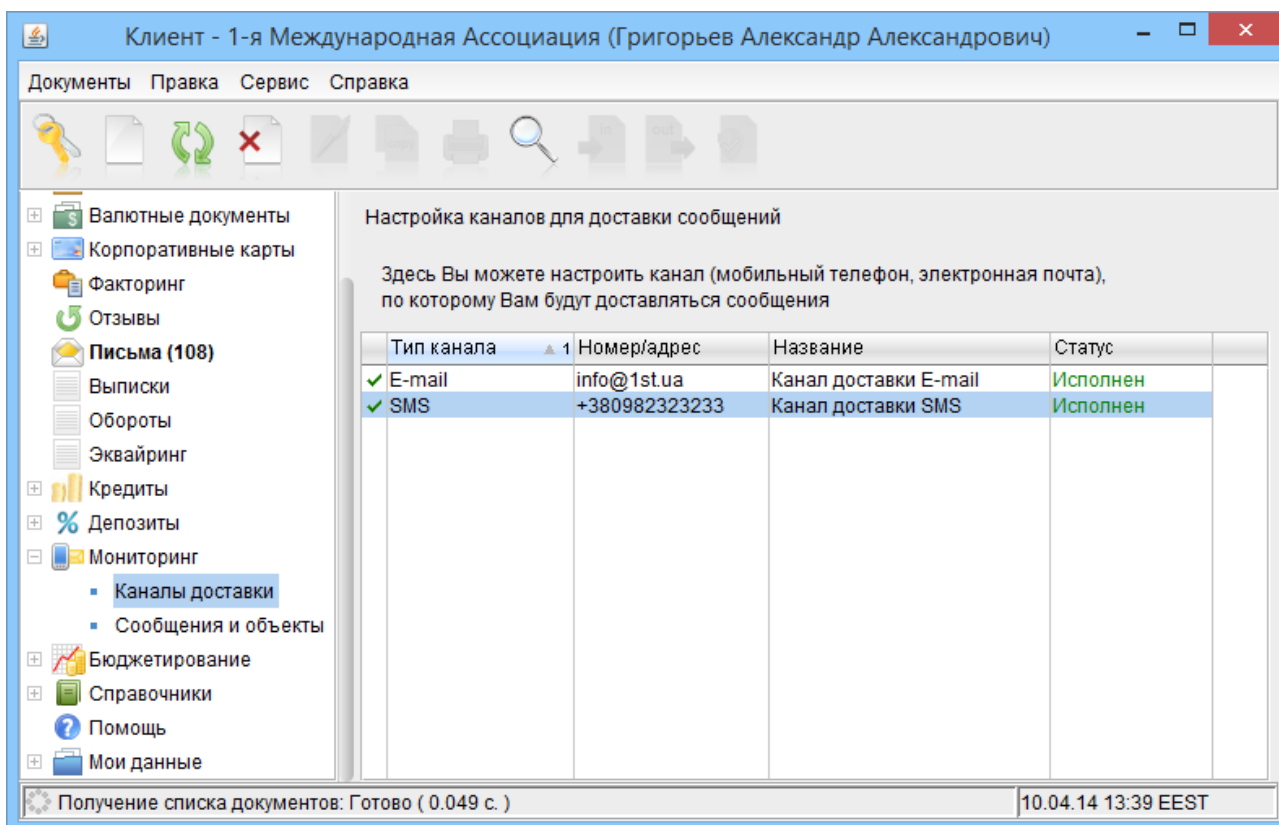 Клиент - 1-я Международная Ассоциация (Григорьев Александр Александрович)
Документы Правка Сервис Справка
in out
Валютные документы
Корпоративные карты
Факторинг
Отзывы
Письма (108)
Выписки
Обороты
Эквайринг
Кредиты
Депозиты
Мониторинг
Каналы доставки
Сообщения и объекты
Бюджетирование
Справочники
Помощь
Мои данные
Настройка каналов для доставки сообщений
Здесь Вы можете настроить канал (мобильный телефон, электронная почта),
по которому Вам будут доставляться сообщения
Тип канала 1 Номер/адрес Название Статус
E-mail info@1st.ua Канал доставки E-mail Исполнен
SMS +380982323233 Канал доставки SMS Исполнен
Получение списка документов: Готово ( 0.049 с. ) 10.04.14 13:39 EEST